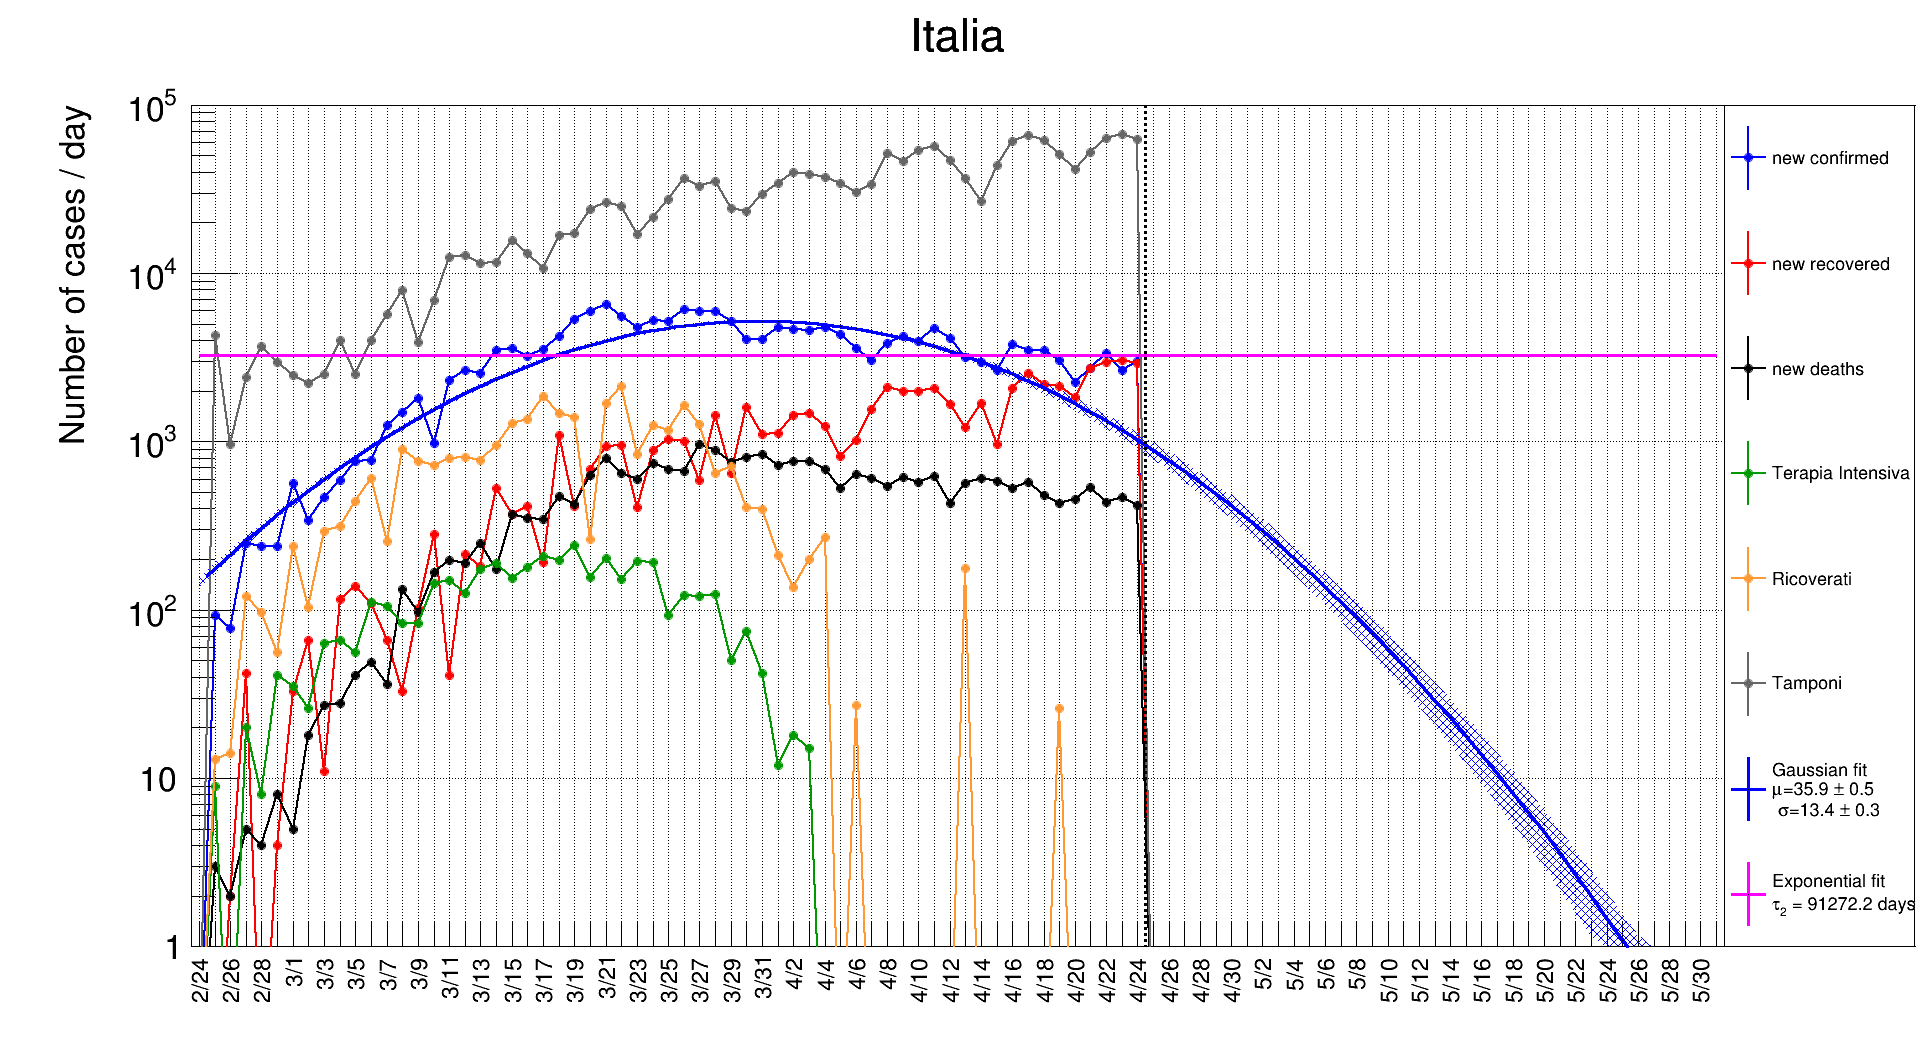 Italia
Number of cases / day
10^5
10^4
10^3
10^2
10
1
2/24 2/26 2/28 3/1 3/3 3/5 3/7 3/9 3/11 3/13 3/15 3/17 3/19 3/21 3/23 3/25 3/27 3/29 3/31 4/2 4/4 4/6 4/8 4/10 4/12 4/14 4/16 4/18 4/20 4/22 4/24 4/26 4/28 4/30 5/2 5/4 5/6 5/8 5/10 5/12 5/14 5/16 5/18 5/20 5/22 5/24 5/26 5/28 5/30
new confirmed
new recovered
new deaths
Terapia Intensiva
Ricoverati
Tamponi
Gaussian fit
μ=35.9 ± 0.5
σ=13.4 ± 0.3
Exponential fit
τ₂ = 91272.2 days